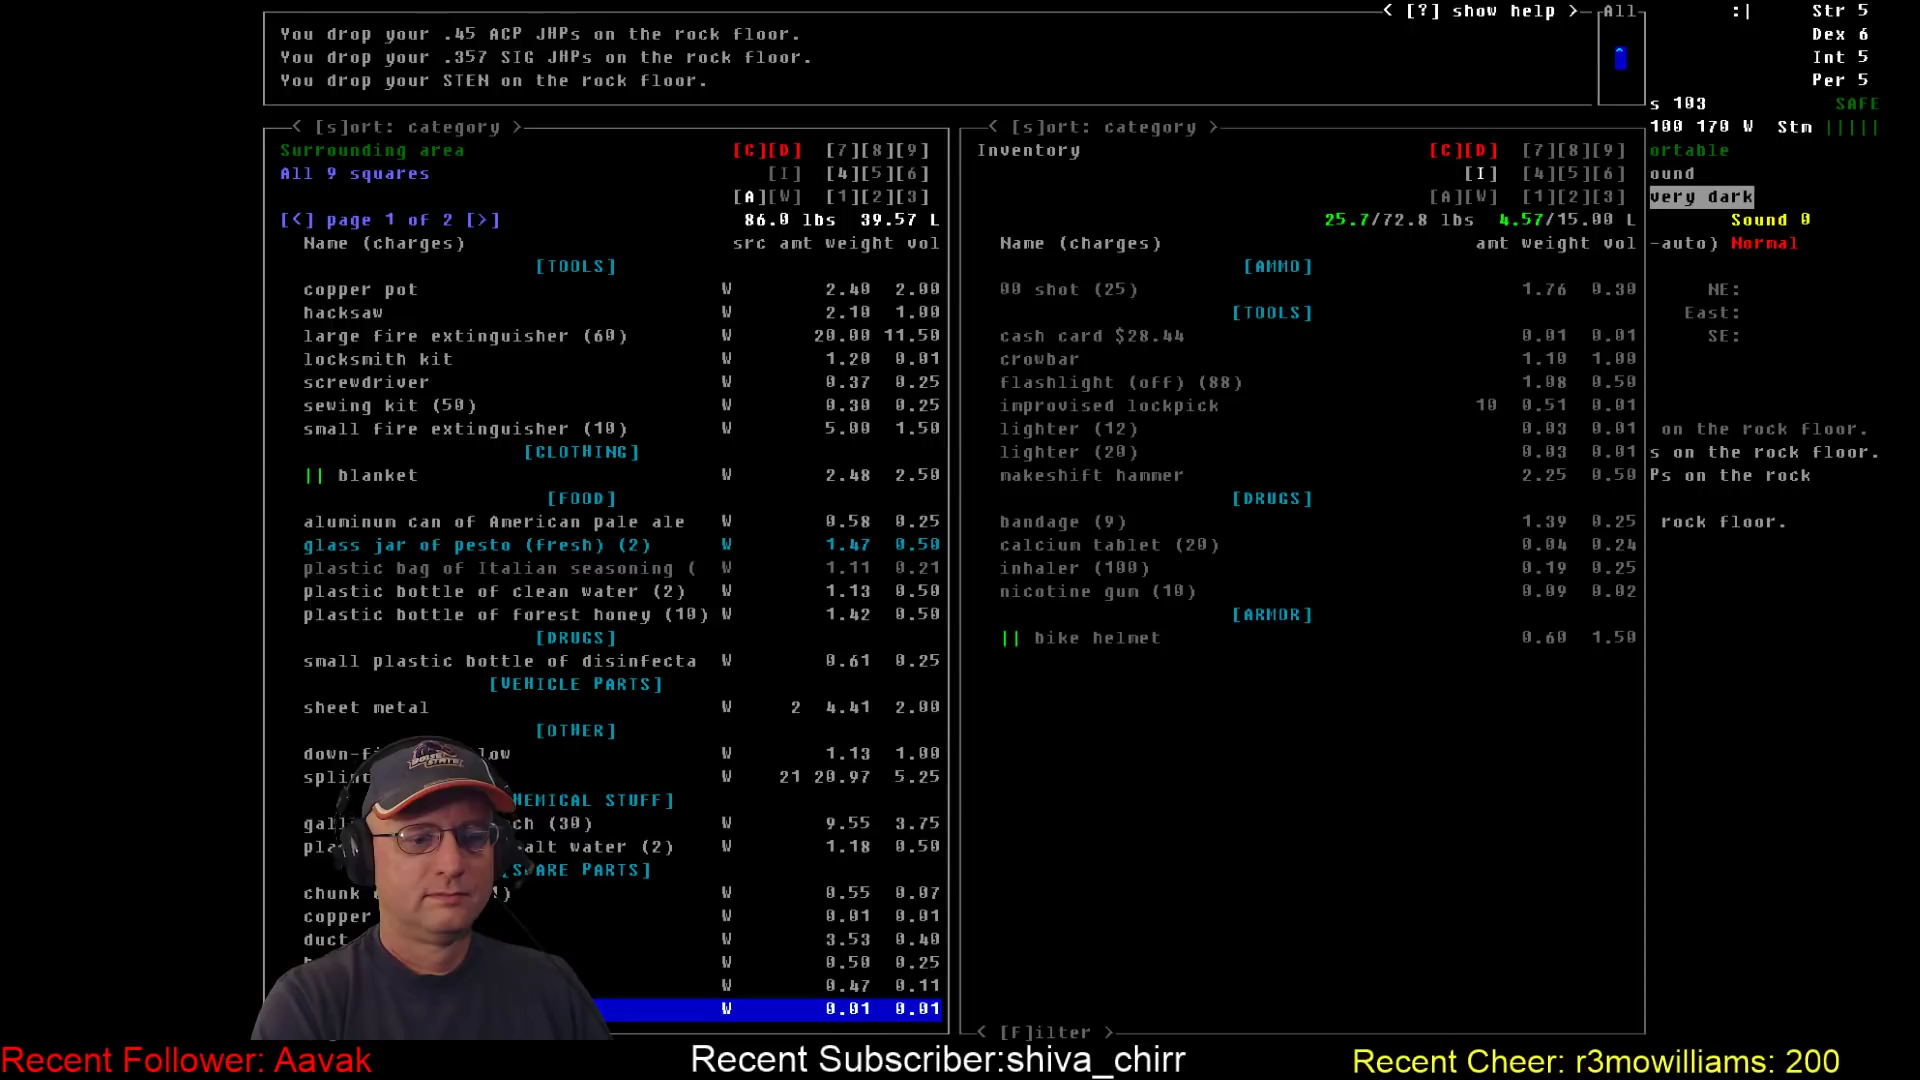 < [?] show help >
You drop your .45 ACP JHPs on the rock floor.
You drop your .357 SIG JHPs on the rock floor.
You drop your STEN on the rock floor.
All
^
:|
Str 5
Dex 6
Int 5
Per 5
s 103 SAFE
100 170 W Stm |||||
ortable
ound
very dark
Sound 0
-auto) Normal
NE:
East:
SE:
on the rock floor.
s on the rock floor.
Ps on the rock
rock floor.
< [s]ort: category >
Surrounding area [C][D] [7][8][9]
All 9 squares [I] [4][5][6]
[A][W] [1][2][3]
[<] page 1 of 2 [>] 86.0 lbs 39.57 L
Name (charges) src amt weight vol
[TOOLS]
copper pot W 2.40 2.00
hacksaw W 2.10 1.00
large fire extinguisher (60) W 20.00 11.50
locksmith kit W 1.20 0.01
screwdriver W 0.37 0.25
sewing kit (50) W 0.30 0.25
small fire extinguisher (10) W 5.00 1.50
[CLOTHING]
|| blanket W 2.48 2.50
[FOOD]
aluminum can of American pale ale W 0.58 0.25
glass jar of pesto (fresh) (2) W 1.47 0.50
plastic bag of Italian seasoning ( W 1.11 0.21
plastic bottle of clean water (2) W 1.13 0.50
plastic bottle of forest honey (10) W 1.42 0.50
[DRUGS]
small plastic bottle of disinfecta W 0.61 0.25
[VEHICLE PARTS]
sheet metal W 2 4.41 2.00
[OTHER]
down-fi low W 1.13 1.00
splint W 21 20.97 5.25
HEMICAL STUFF]
gall ch (30) W 9.55 3.75
pla alt water (2) W 1.18 0.50
[SPARE PARTS]
chunk ) W 0.55 0.07
copper W 0.01 0.01
duct W 3.53 0.40
W 0.50 0.25
W 0.47 0.11
W 0.01 0.01
< [s]ort: category >
Inventory [C][D] [7][8][9]
[I] [4][5][6]
[A][W] [1][2][3]
25.7/72.8 lbs 4.57/15.00 L
Name (charges) amt weight vol
[AMMO]
00 shot (25) 1.76 0.30
[TOOLS]
cash card $28.44 0.01 0.01
crowbar 1.10 1.00
flashlight (off) (88) 1.08 0.50
improvised lockpick 10 0.51 0.01
lighter (12) 0.03 0.01
lighter (20) 0.03 0.01
makeshift hammer 2.25 0.50
[DRUGS]
bandage (9) 1.39 0.25
calcium tablet (20) 0.04 0.24
inhaler (100) 0.19 0.25
nicotine gum (10) 0.09 0.02
[ARMOR]
|| bike helmet 0.60 1.50
< [F]ilter >
BOISE STATE
Recent Follower: Aavak
Recent Subscriber:shiva_chirr
Recent Cheer: r3mowilliams: 200